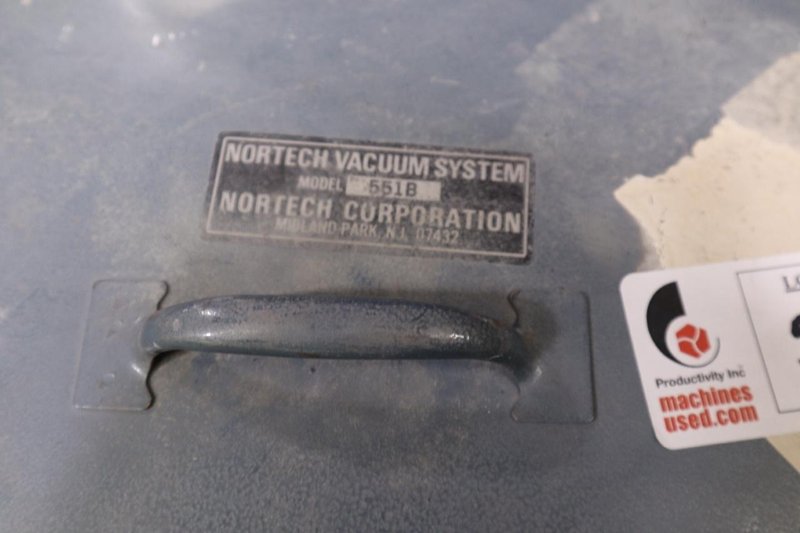 NORTECH VACUUM SYSTEM
MODEL 551B
NORTECH CORPORATION
MIDLAND PARK, N.J. 07432
Productivity Inc
machines
used.com